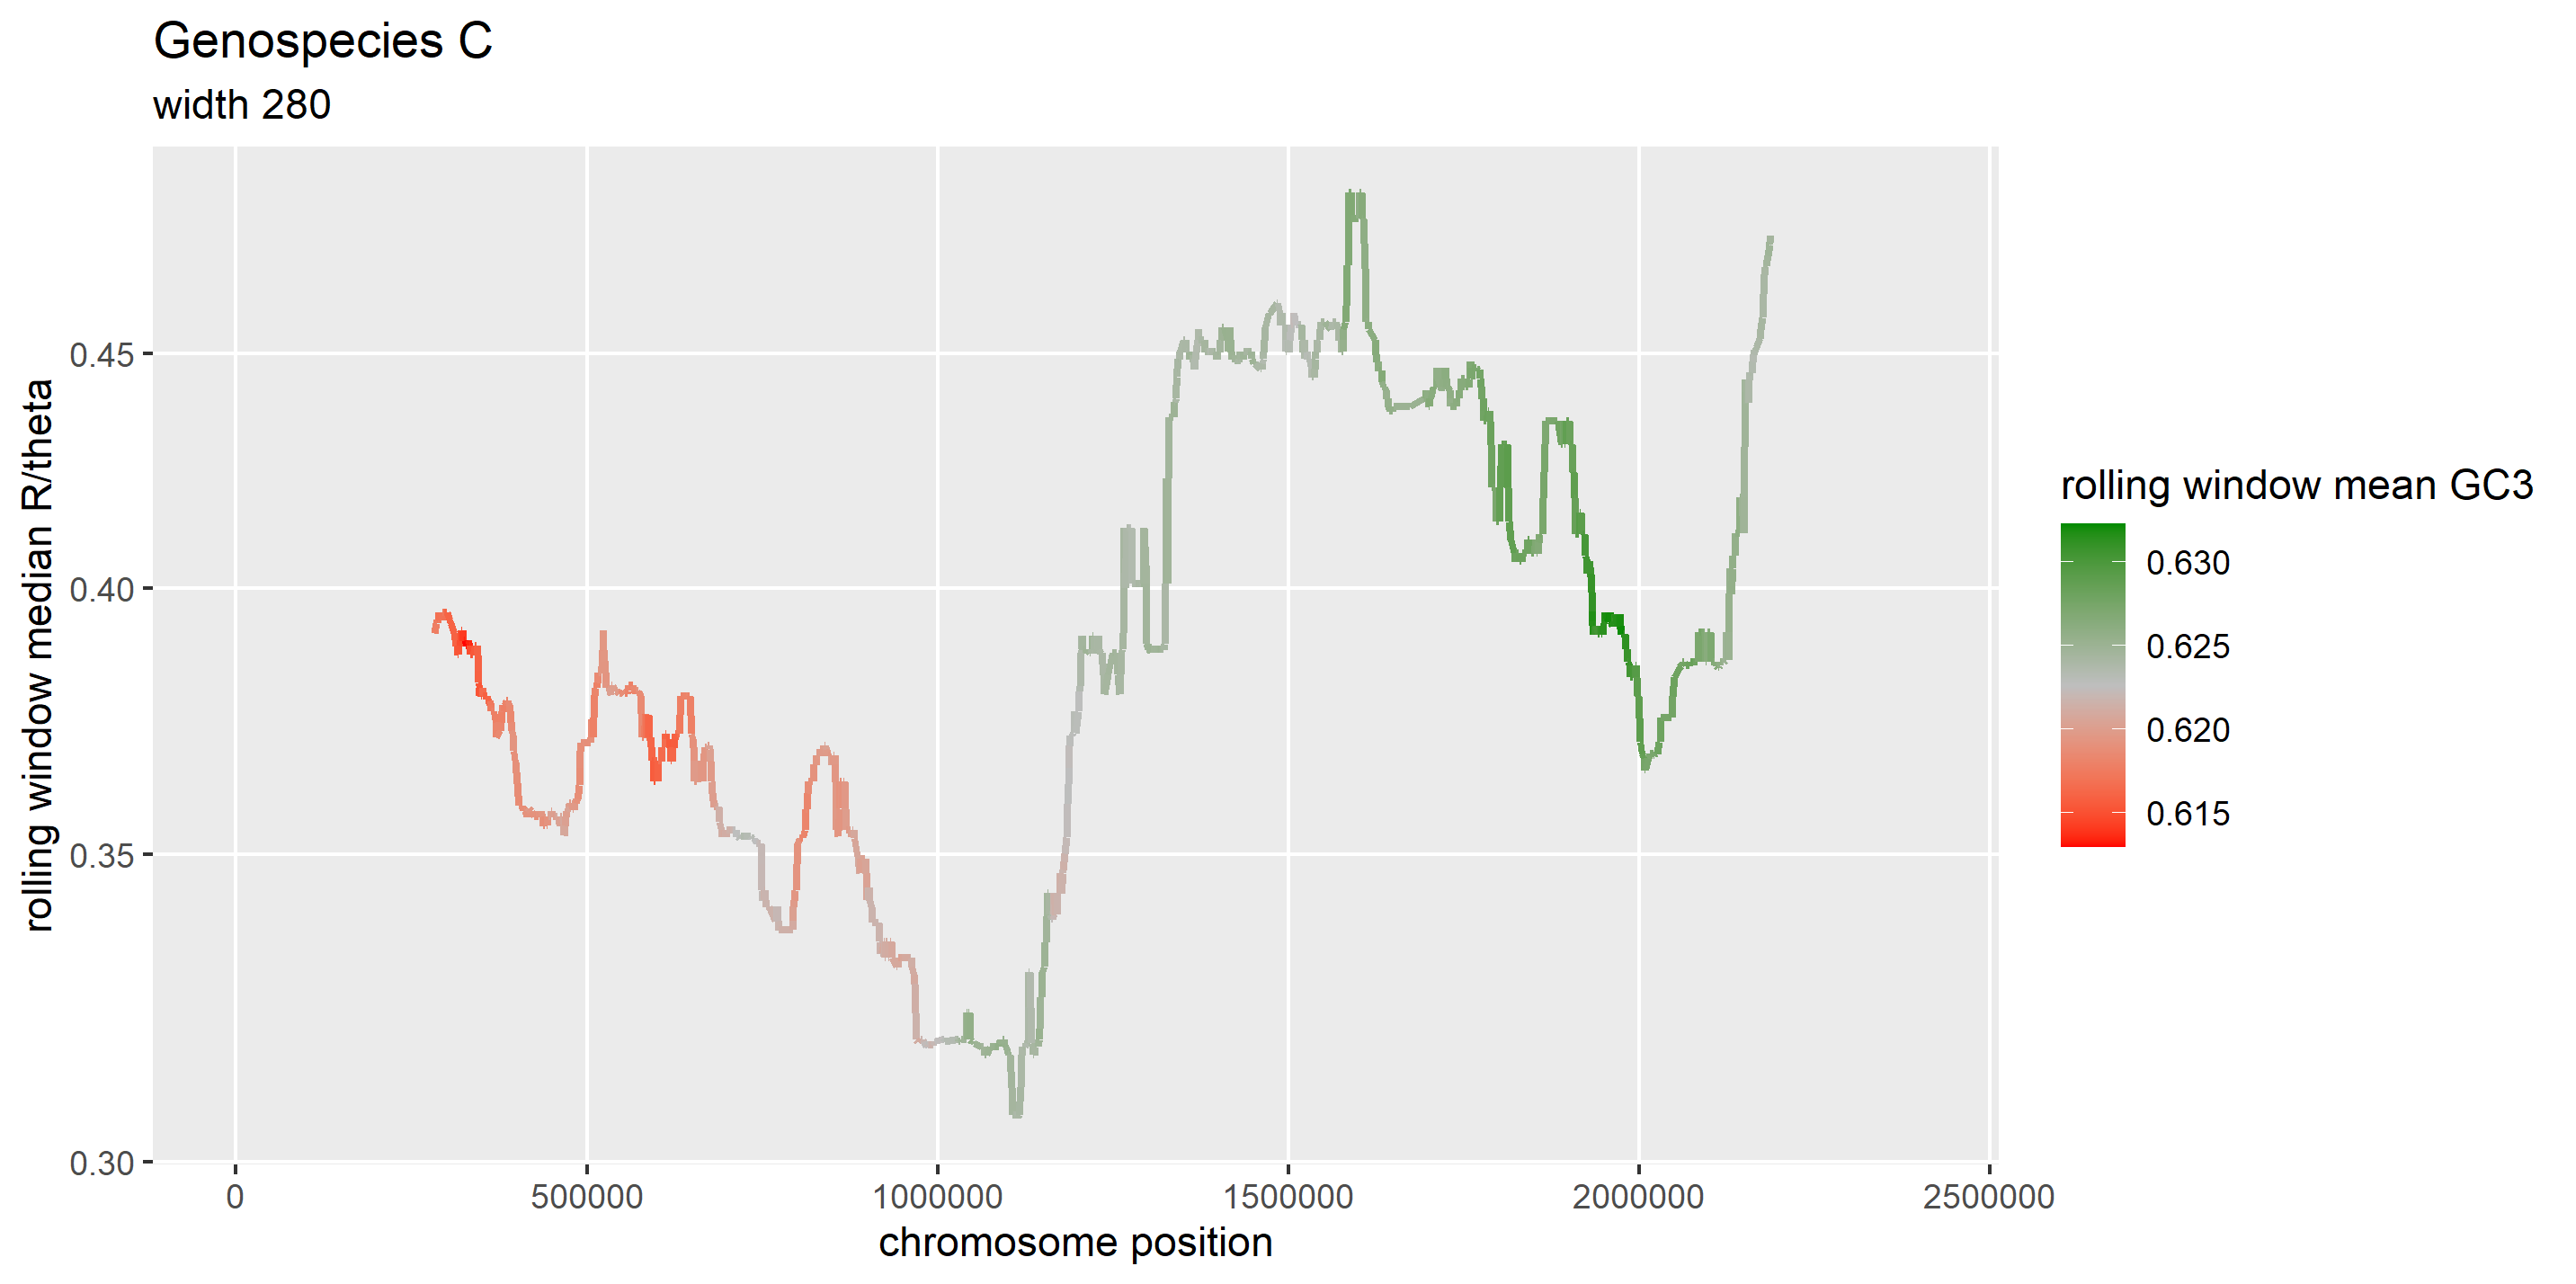 Genospecies C
width 280
rolling window median R/theta
0.45
0.40
0.35
0.30
0 500000 1000000 1500000 2000000 2500000
chromosome position
rolling window mean GC3
0.630
0.625
0.620
0.615